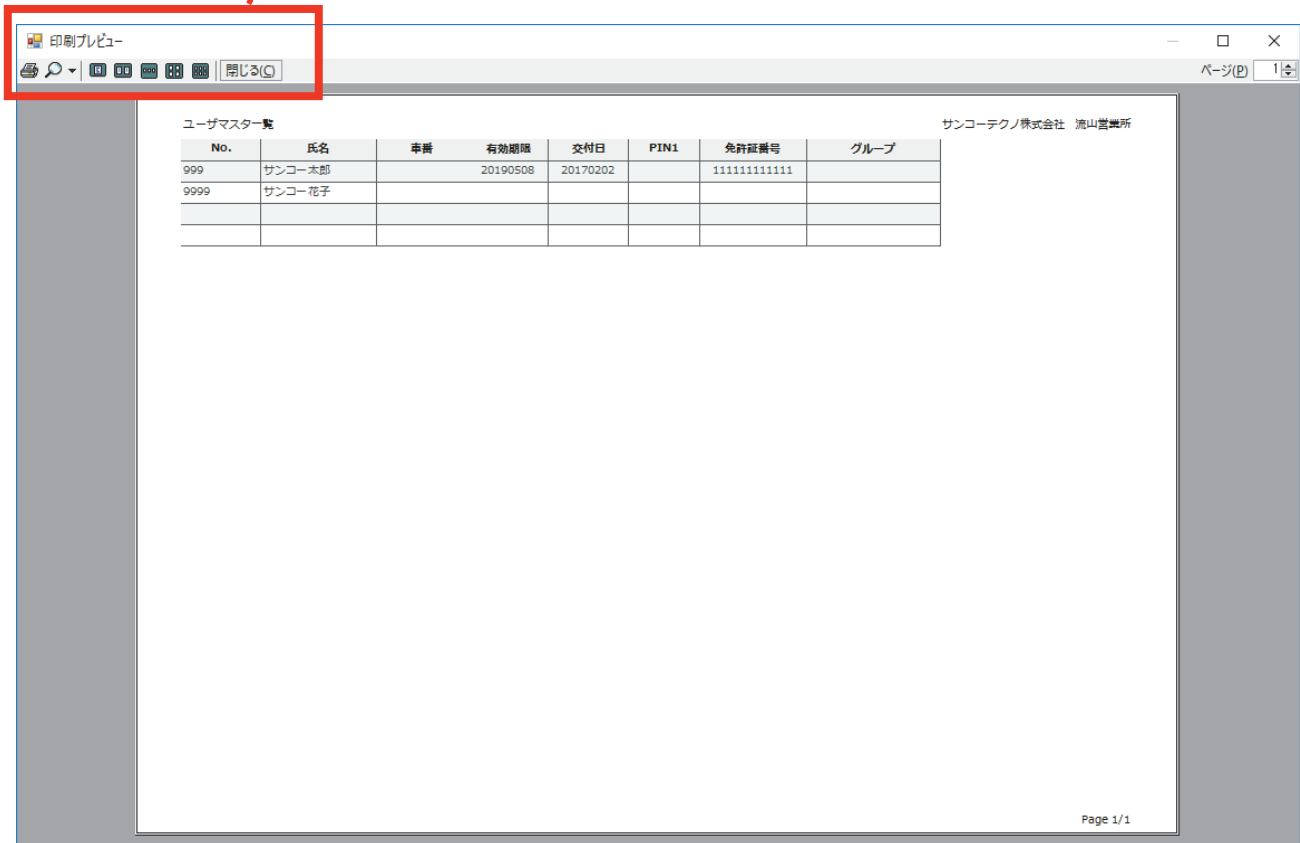 印刷プレビュー
閉じる(C) ページ(P) 1
ユーザマスター覧 サンコーテクノ株式会社 流山営業所
No. 氏名 車番 有効期限 交付日 PIN1 免許証番号 グループ
999 サンコー太郎 20190508 20170202 111111111111
9999 サンコー花子
Page 1/1